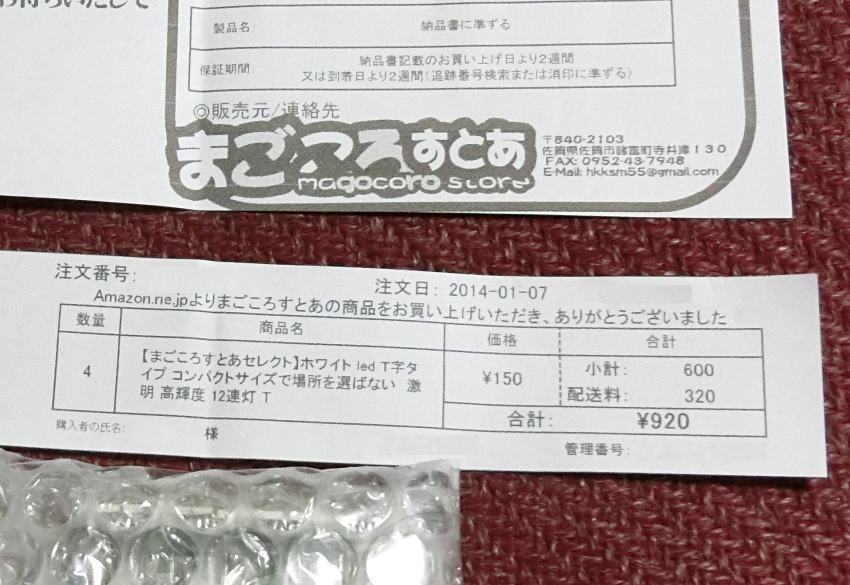 お待ちいたして
製品名: 納品書に準ずる
保証期間: 納品書記載のお買い上げ日より2週間
又は到着日より2週間(追跡番号検索または消印に準ずる)
◎販売元/連絡先
まごころすとあ
magocoro store
〒840-2103
佐賀県佐賀市諸富町寺井津130
FAX: 0952-43-7948
E-Mail: hkksm55@gmail.com
注文番号: 注文日: 2014-01-07
Amazon.ne.jpよりまごころすとあの商品をお買い上げいただき、ありがとうございました
数量 商品名 価格 合計
4 【まごころすとあセレクト】ホワイト led T字タ
イプ コンパクトサイズで場所を選ばない 激
明 高輝度 12連灯 T
¥150 小計: 600
配送料: 320
合計: ¥920
購入者の氏名: 様 管理番号: